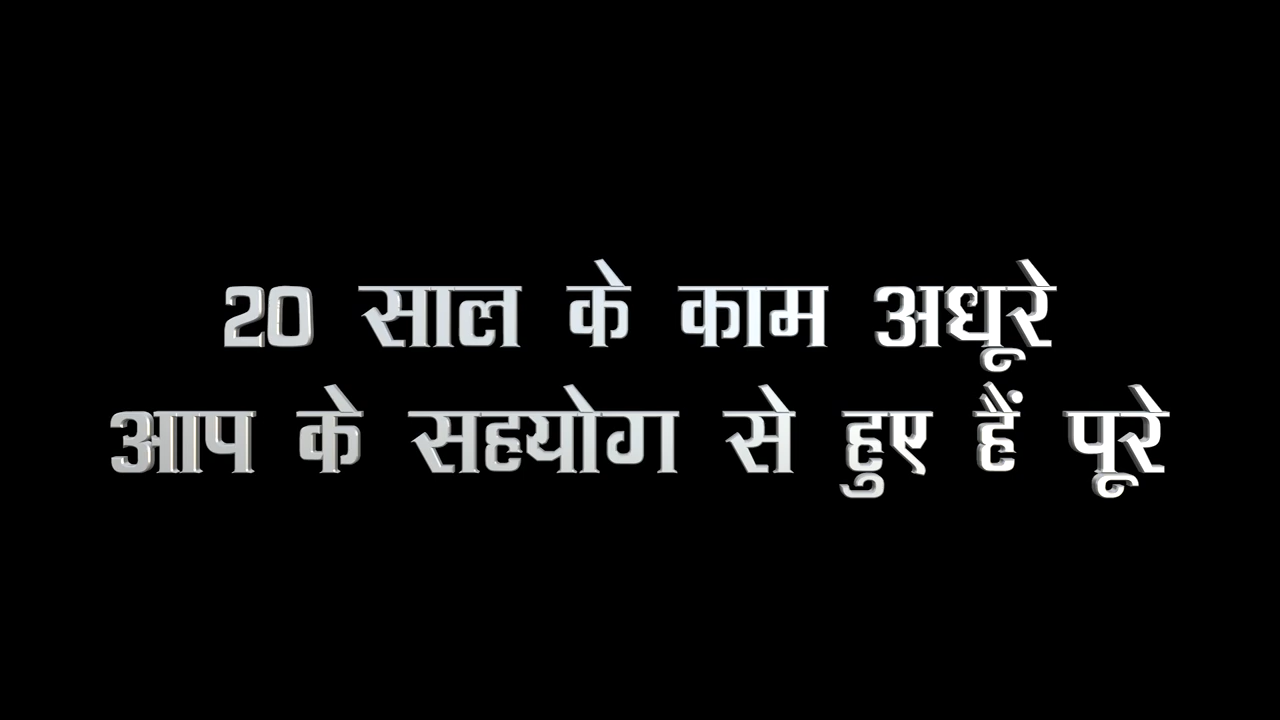 20 साल के काम अधूरे
आप के सहयोग से हुए हैं पूरे